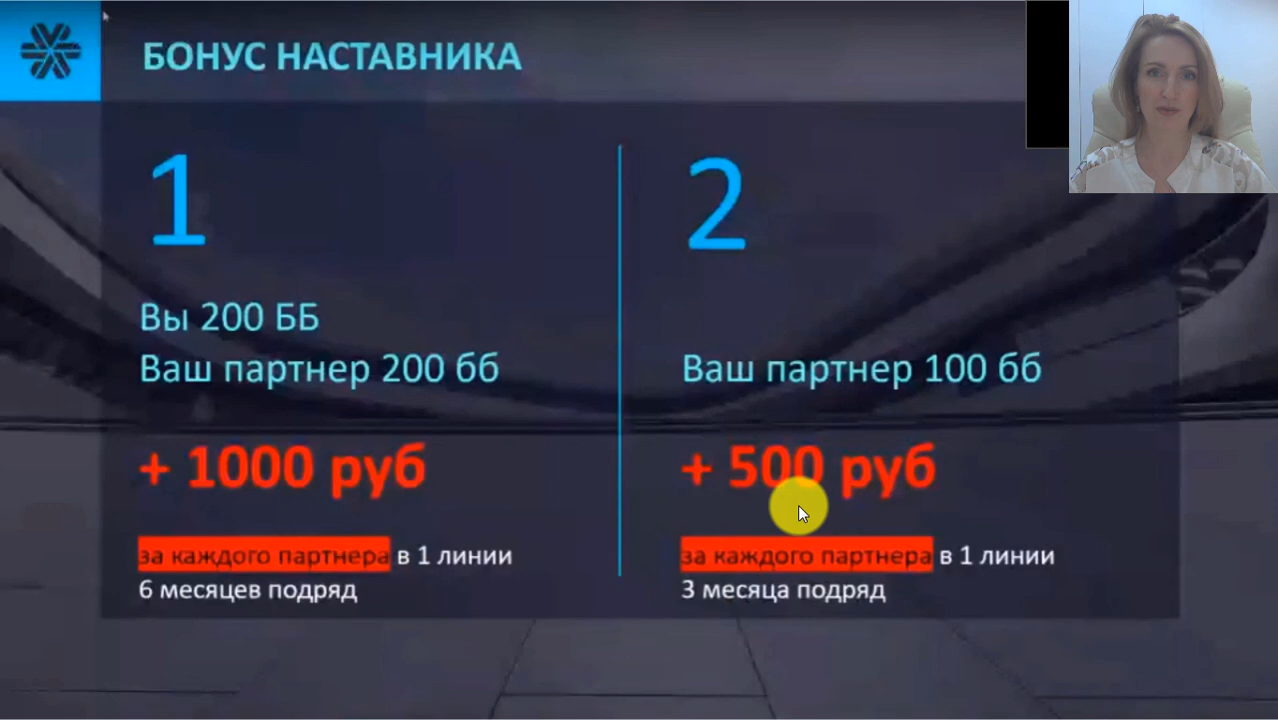 БОНУС НАСТАВНИКА
1
Вы 200 ББ
Ваш партнер 200 бб
+ 1000 руб
за каждого партнера в 1 линии
6 месяцев подряд
2
Ваш партнер 100 бб
+ 500 руб
за каждого партнера в 1 линии
3 месяца подряд